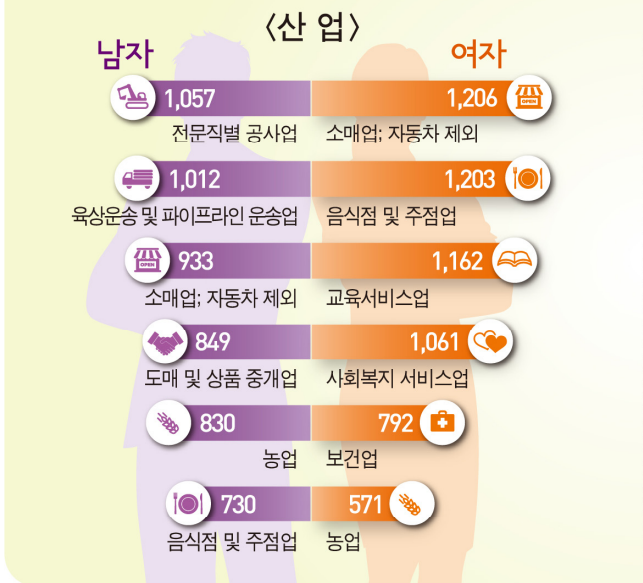 〈산 업〉
남자
여자
1,057
OPEN
1,206
전문직별 공사업
소매업; 자동차 제외
1,012
1,203
육상운송 및 파이프라인 운송업
음식점 및 주점업
OPEN
933
1,162
소매업; 자동차 제외
교육서비스업
849
1,061
도매 및 상품 중개업
사회복지 서비스업
830
792
농업
보건업
730
571
음식점 및 주점업
농업